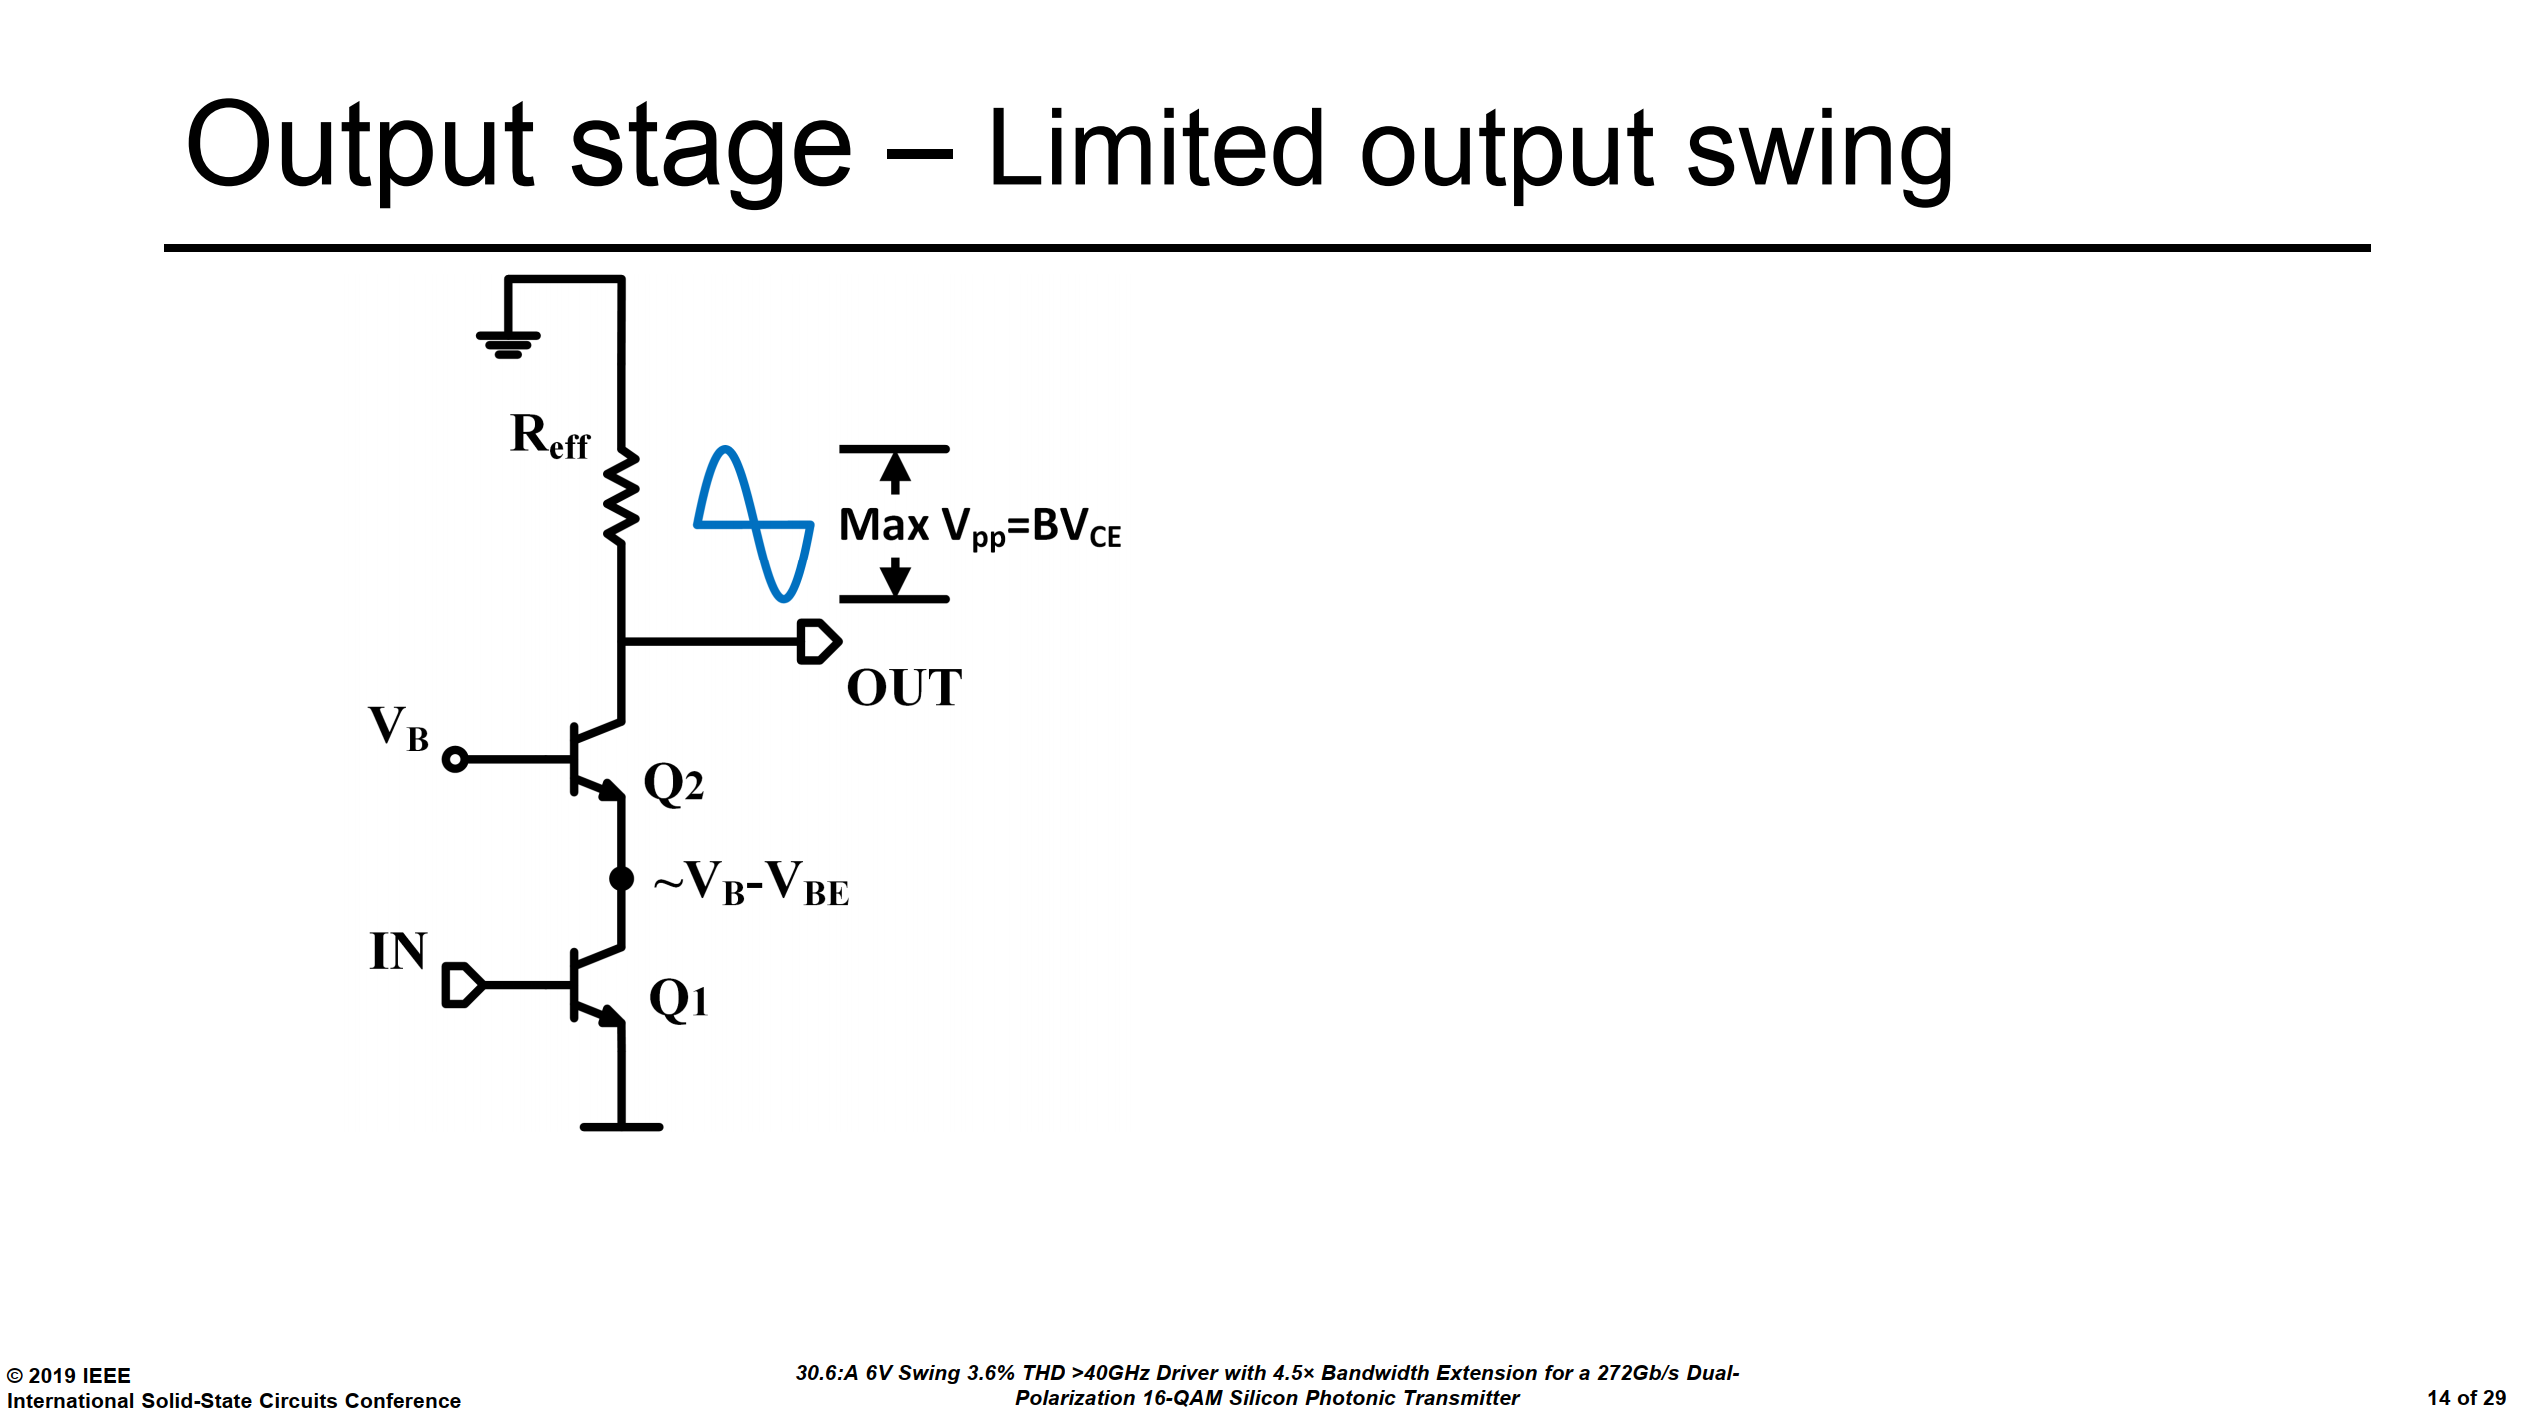 Output stage – Limited output swing
Reff
Max Vpp=BVCE
OUT
VB
Q2
~VB-VBE
IN
Q1
© 2019 IEEE
International Solid-State Circuits Conference
30.6:A 6V Swing 3.6% THD >40GHz Driver with 4.5× Bandwidth Extension for a 272Gb/s Dual-
Polarization 16-QAM Silicon Photonic Transmitter
14 of 29